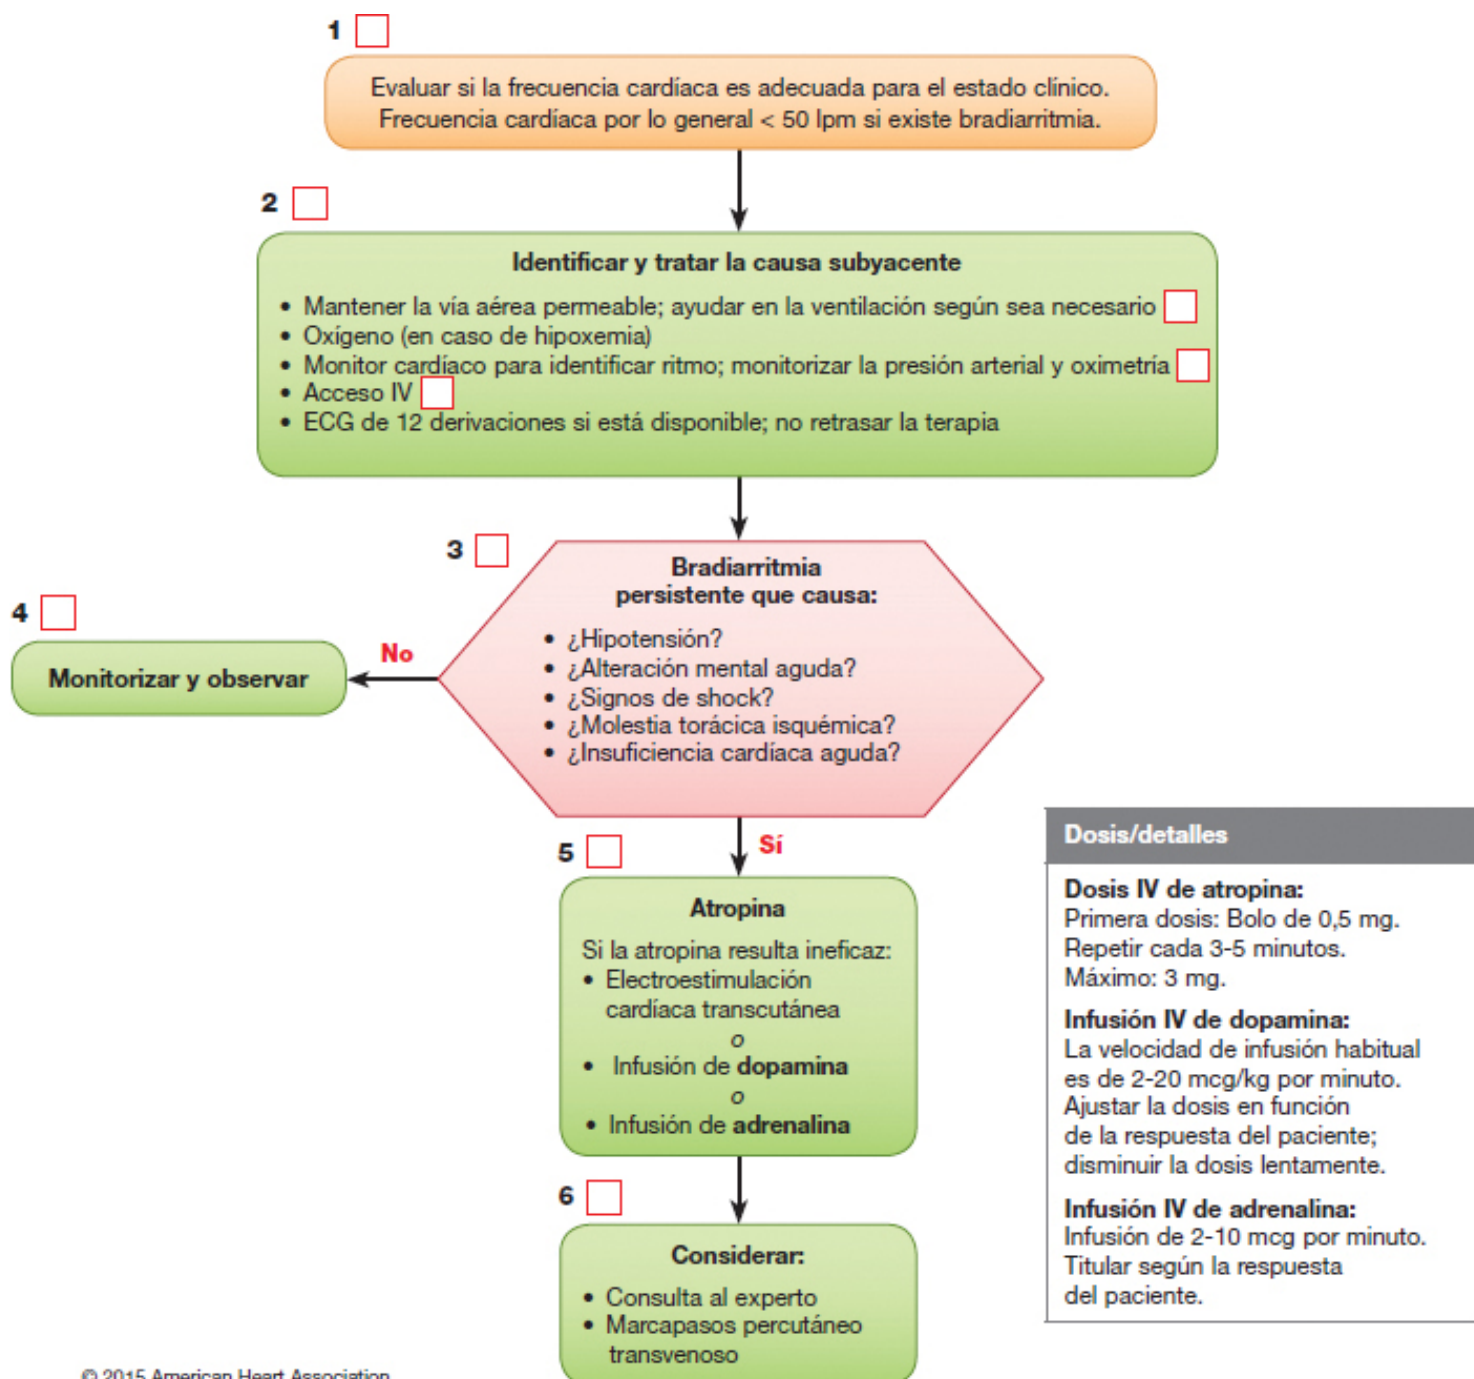 1
Evaluar si la frecuencia cardíaca es adecuada para el estado clínico.
Frecuencia cardíaca por lo general < 50 lpm si existe bradiarritmia.
2
Identificar y tratar la causa subyacente
• Mantener la vía aérea permeable; ayudar en la ventilación según sea necesario
• Oxígeno (en caso de hipoxemia)
• Monitor cardíaco para identificar ritmo; monitorizar la presión arterial y oximetría
• Acceso IV
• ECG de 12 derivaciones si está disponible; no retrasar la terapia
3
Bradiarritmia
persistente que causa:
• ¿Hipotensión?
• ¿Alteración mental aguda?
• ¿Signos de shock?
• ¿Molestia torácica isquémica?
• ¿Insuficiencia cardíaca aguda?
No
4
Monitorizar y observar
Sí
5
Atropina
Si la atropina resulta ineficaz:
• Electroestimulación
cardíaca transcutánea
o
• Infusión de dopamina
o
• Infusión de adrenalina
6
Considerar:
• Consulta al experto
• Marcapasos percutáneo
transvenoso
Dosis/detalles
Dosis IV de atropina:
Primera dosis: Bolo de 0,5 mg.
Repetir cada 3-5 minutos.
Máximo: 3 mg.
Infusión IV de dopamina:
La velocidad de infusión habitual
es de 2-20 mcg/kg por minuto.
Ajustar la dosis en función
de la respuesta del paciente;
disminuir la dosis lentamente.
Infusión IV de adrenalina:
Infusión de 2-10 mcg por minuto.
Titular según la respuesta
del paciente.
© 2015 American Heart Association